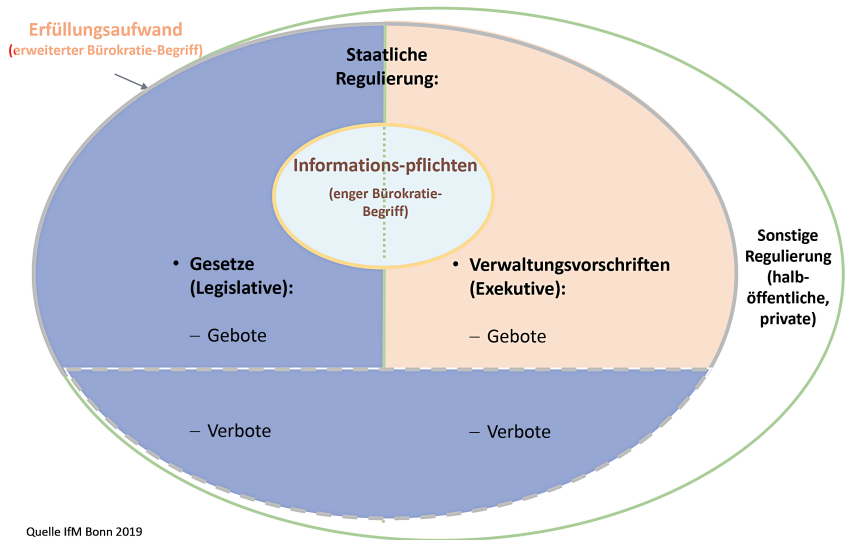 Erfüllungsaufwand
(erweiterter Bürokratie-Begriff)
Staatliche
Regulierung:
Informations-pflichten
(enger Bürokratie-
Begriff)
• Gesetze
(Legislative):
– Gebote
• Verwaltungsvorschriften
(Exekutive):
– Gebote
Sonstige
Regulierung
(halb-
öffentliche,
private)
– Verbote
– Verbote
Quelle IfM Bonn 2019